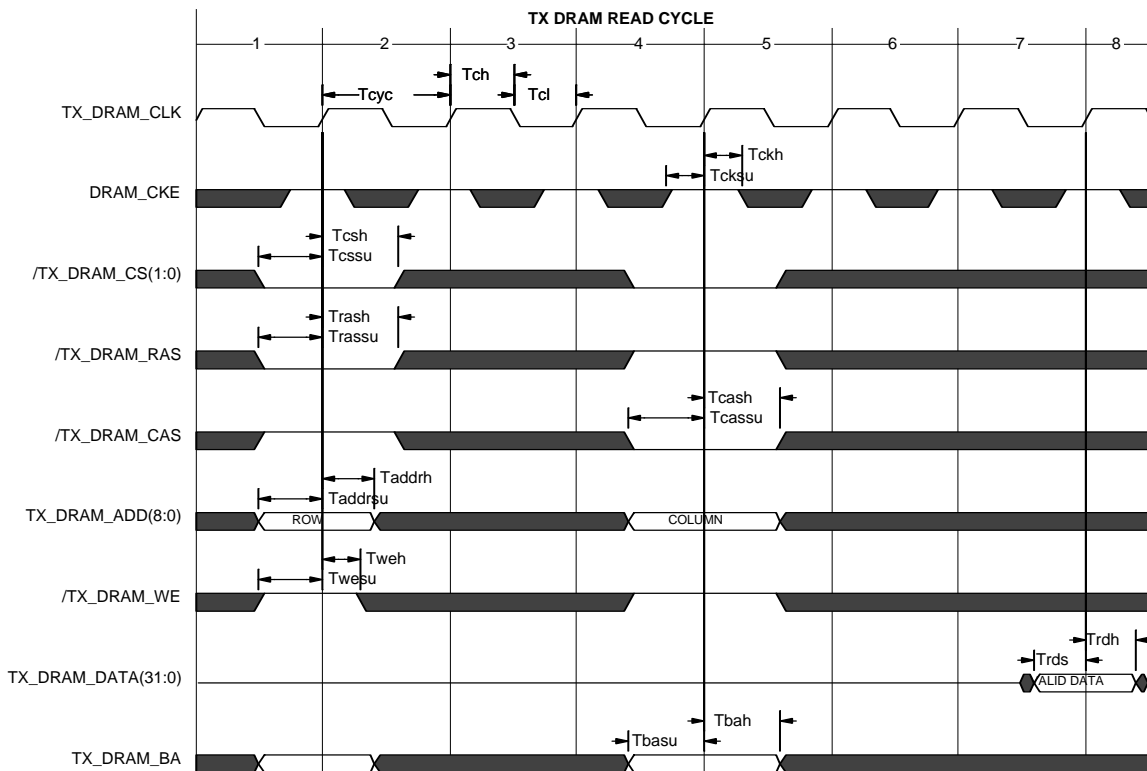 TX DRAM READ CYCLE
1 2 3 4 5 6 7 8
Tch
Tcyc Tcl
TX_DRAM_CLK
Tckh
Tcksu
DRAM_CKE
Tcsh
Tcssu
/TX_DRAM_CS(1:0)
Trash
Trassu
/TX_DRAM_RAS
Tcash
Tcassu
/TX_DRAM_CAS
Taddrh
Taddrsu
TX_DRAM_ADD(8:0)
ROW COLUMN
Tweh
Twesu
/TX_DRAM_WE
Trdh
Trds
TX_DRAM_DATA(31:0)
ALID DATA
Tbah
Tbasu
TX_DRAM_BA